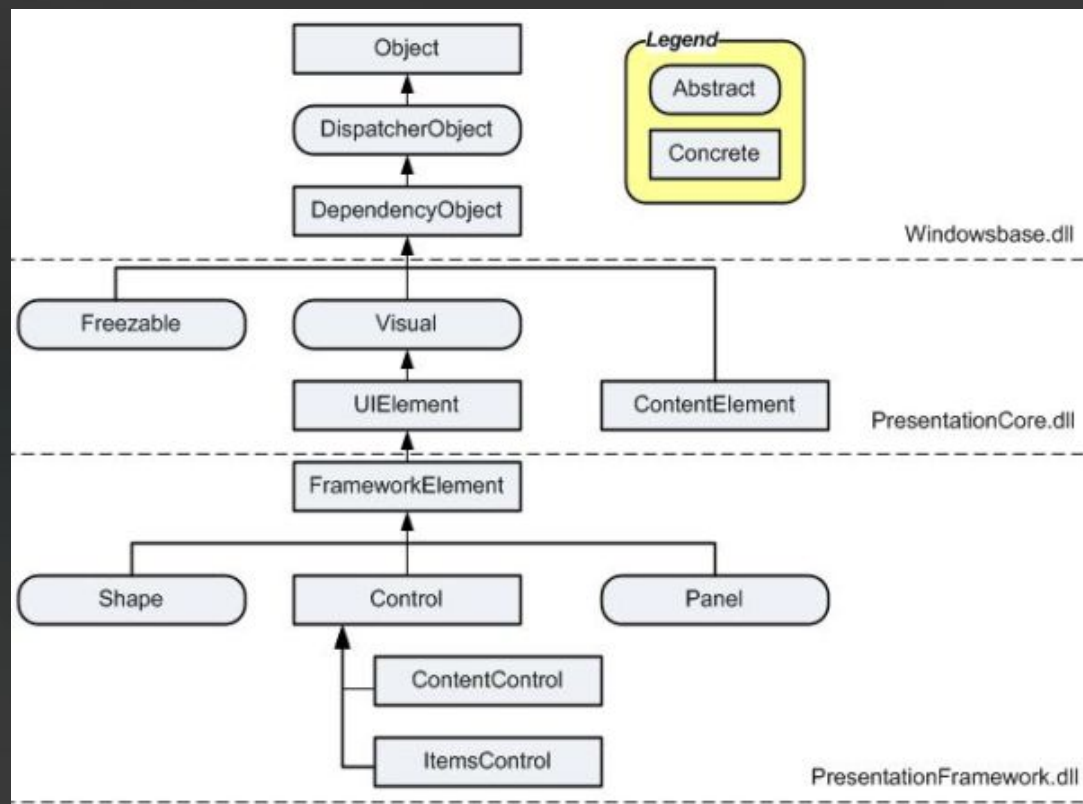 Object
Legend
Abstract
DispatcherObject
Concrete
DependencyObject
Windowsbase.dll
Freezable
Visual
UIElement
ContentElement
PresentationCore.dll
FrameworkElement
Shape
Control
Panel
ContentControl
ItemsControl
PresentationFramework.dll